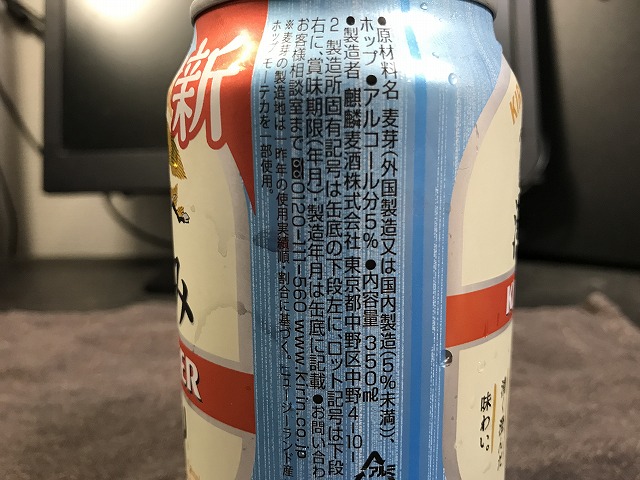 新
●原材料名 麦芽(外国製造又は国内製造(5%未満)、
ホップ ●アルコール分5% ●内容量 350㎖
●製造者 麒麟麦酒株式会社 東京都中野区中野4-10-
2 製造所固有記号は缶底の下段左に、ロット記号は下段
右に、賞味期限(年月)・製造年月は缶底に記載 ●お問い合わ
お客様相談室まで 0120-111-560 www.kirin.co.jp
※麦芽の製造地は、昨年の使用実績順・割合に基づく。ニュージーランド産
ホップ モーテカを一部使用。
アルミ
味わい。